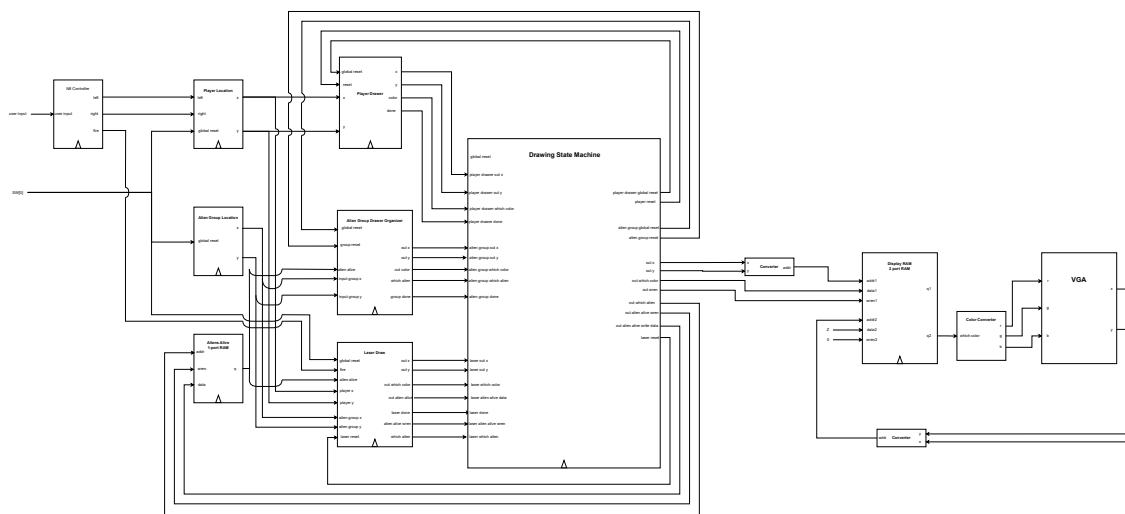 user input
SW[0]
N8 Controller
user input
left
right
fire
Player Location
left
right
global reset
x
y
Alien Group Location
global reset
x
y
Aliens Alive
1-port RAM
addr
wren
data
q
Player Drawer
global reset
reset
x
y
x
y
color
done
Alien Group Drawer Organizer
global reset
group reset
alien alive
input group x
input group y
out x
out y
out color
which alien
group done
Laser Draw
global reset
fire
alien alive
player x
player y
alien group x
alien group y
laser reset
out x
out y
out which color
out alien alive
laser done
alien alive wren
which alien
Drawing State Machine
global reset
player drawer out x
player drawer out y
player drawer which color
player drawer done
alien group out x
alien group out y
alien group which color
alien group which alien
alien group done
laser out x
laser out y
laser which color
laser alien alive data
laser done
laser alien alive wren
laser which alien
player drawer global reset
player reset
alien group global reset
alien group reset
out x
out y
out which color
out wren
out which alien
out alien alive wren
out alien alive write data
laser reset
x
y
Converter
addr
Display RAM
2 port RAM
addr1
data1
wren1
addr2
data2
wren2
q1
q2
2
0
Color Converter
which color
r
g
b
VGA
r
g
b
x
y
addr
Converter
y
x